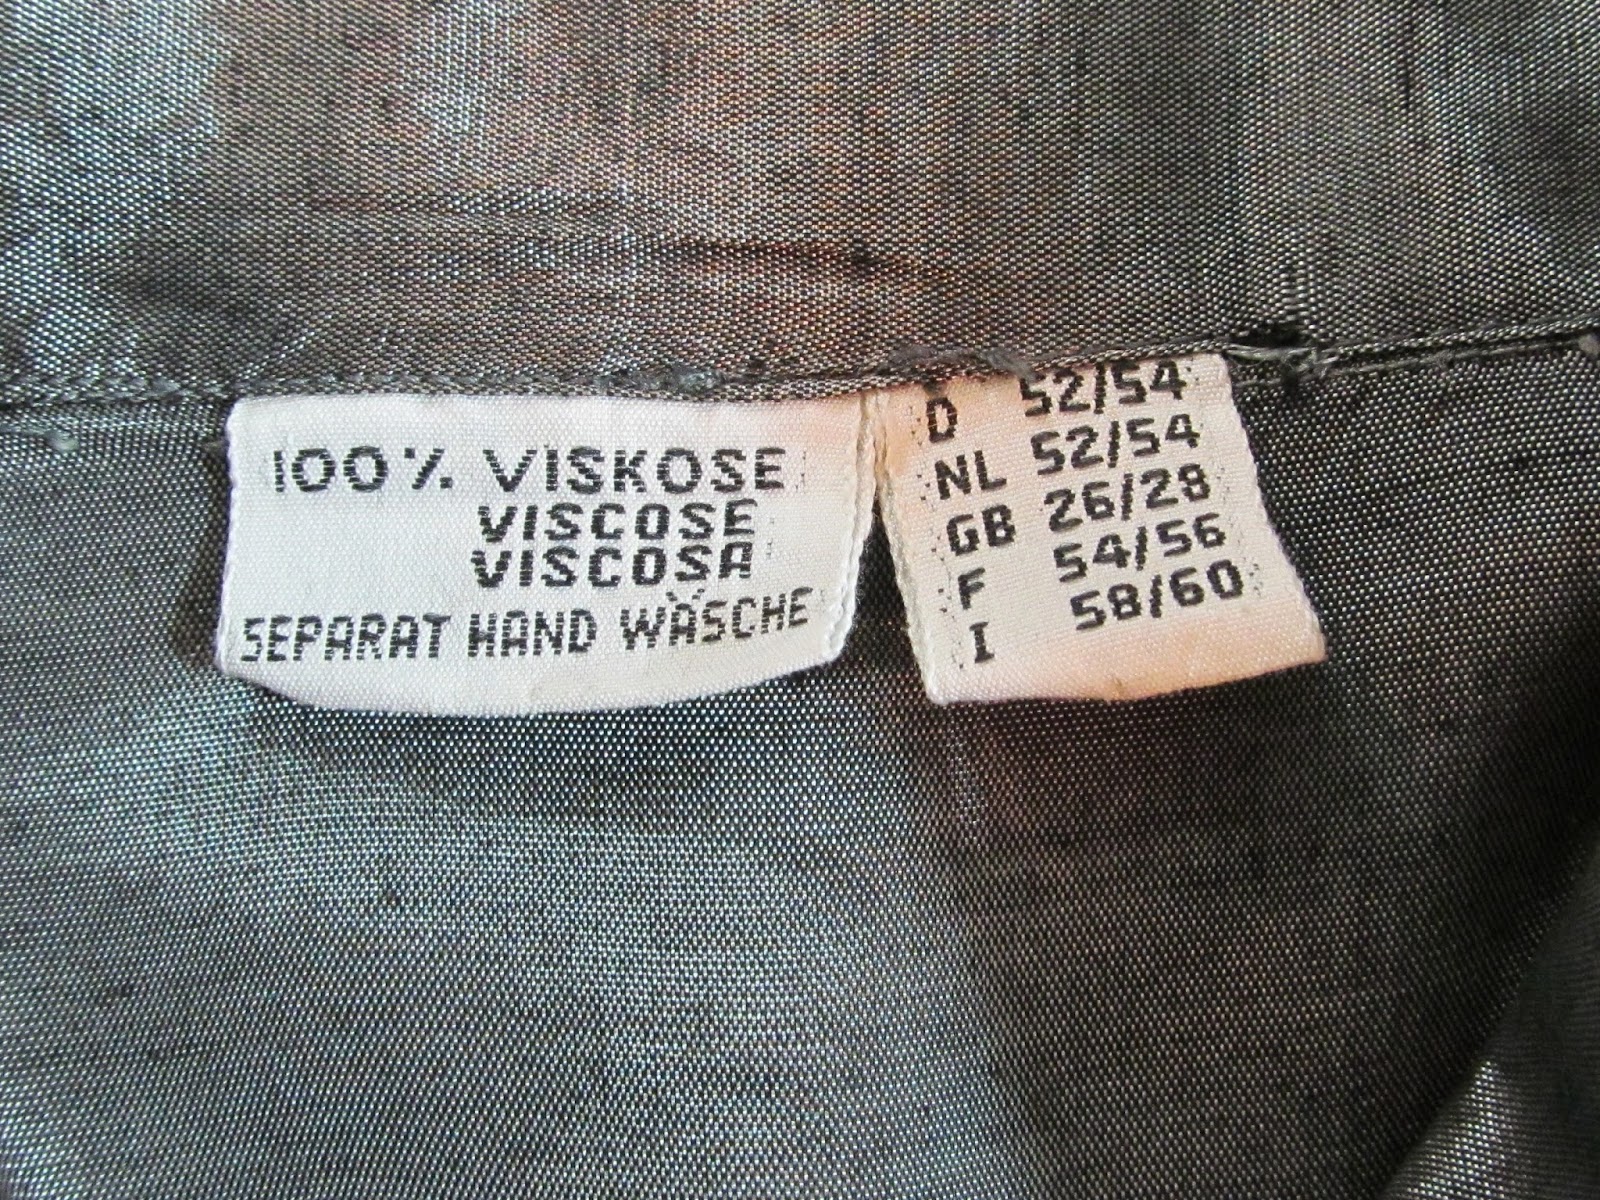 100% VISKOSE
VISCOSE
VISCOSA
SEPARAT HAND WÄSCHE
D 52/54
NL 52/54
GB 26/28
F 54/56
I 58/60